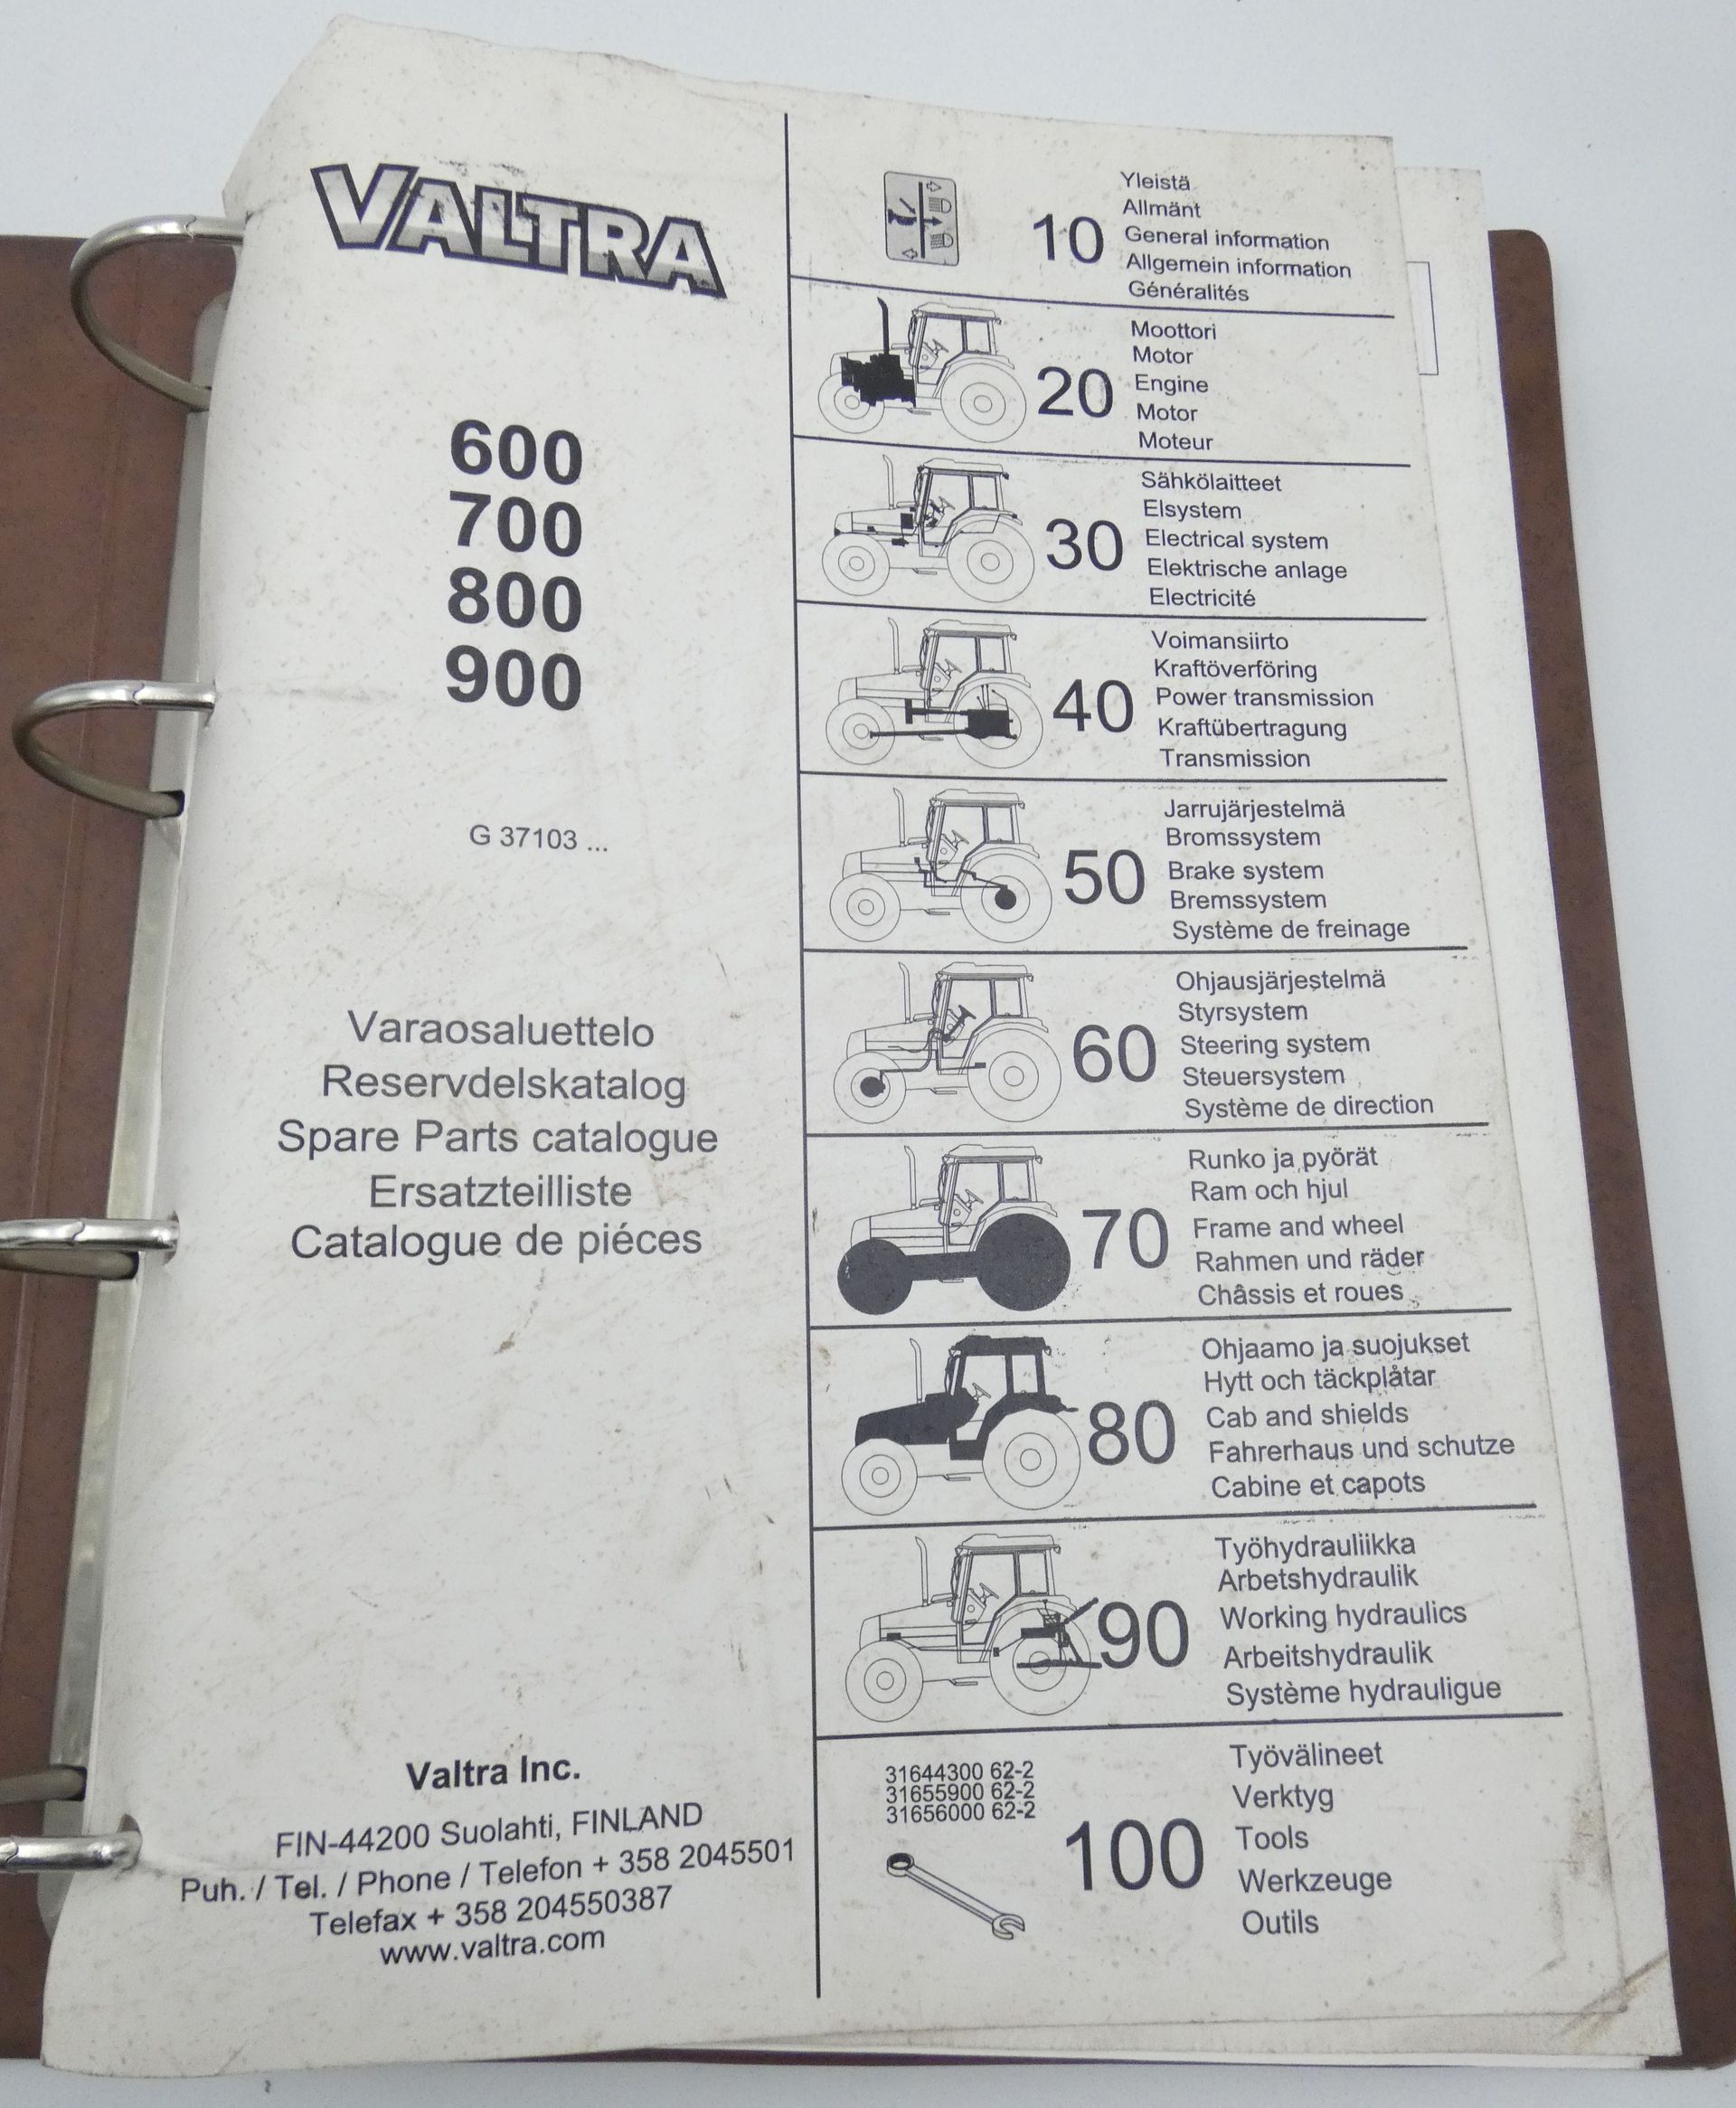 VALTRA
600
700
800
900
G 37103 ...
Varaosaluettelo
Reservdelskatalog
Spare Parts catalogue
Ersatzteilliste
Catalogue de piéces
Valtra Inc.
FIN-44200 Suolahti, FINLAND
Puh. / Tel. / Phone / Telefon + 358 2045501
Telefax + 358 204550387
www.valtra.com
10
Yleistä
Allmänt
General information
Allgemein information
Généralités
20
Moottori
Motor
Engine
Motor
Moteur
30
Sähkölaitteet
Elsystem
Electrical system
Elektrische anlage
Electricité
40
Voimansiirto
Kraftöverföring
Power transmission
Kraftübertragung
Transmission
50
Jarrujärjestelmä
Bromssystem
Brake system
Bremssystem
Système de freinage
60
Ohjausjärjestelmä
Styrsystem
Steering system
Steuersystem
Système de direction
70
Runko ja pyörät
Ram och hjul
Frame and wheel
Rahmen und räder
Châssis et roues
80
Ohjaamo ja suojukset
Hytt och täckplåtar
Cab and shields
Fahrerhaus und schutze
Cabine et capots
90
Työhydrauliikka
Arbetshydraulik
Working hydraulics
Arbeitshydraulik
Système hydrauligue
31644300 62-2
31655900 62-2
31656000 62-2
100
Työvälineet
Verktyg
Tools
Werkzeuge
Outils